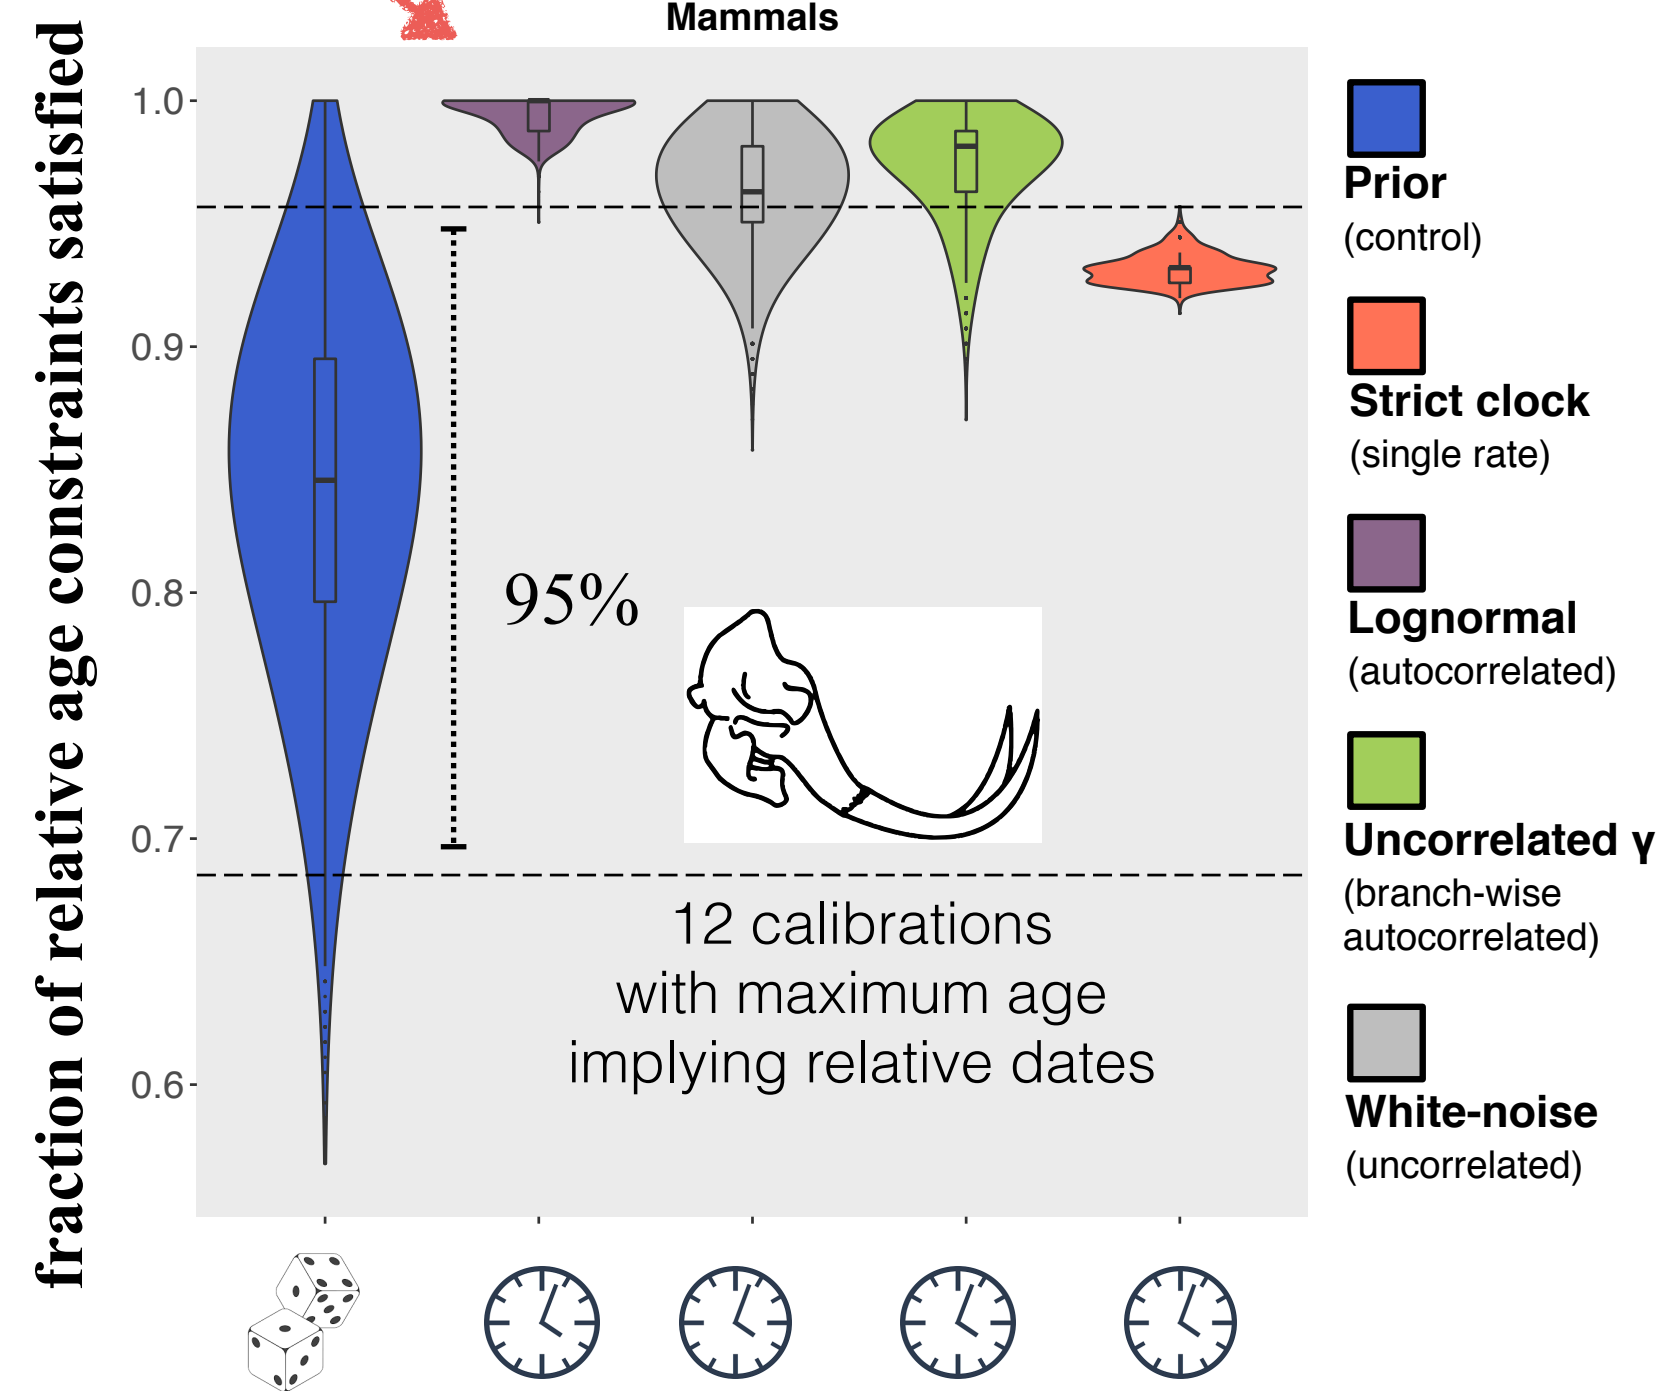 Mammals
fraction of relative age constraints satisfied
1.0
0.9
0.8
0.7
0.6
95%
12 calibrations
with maximum age
implying relative dates
Prior
(control)
Strict clock
(single rate)
Lognormal
(autocorrelated)
Uncorrelated γ
(branch-wise
autocorrelated)
White-noise
(uncorrelated)